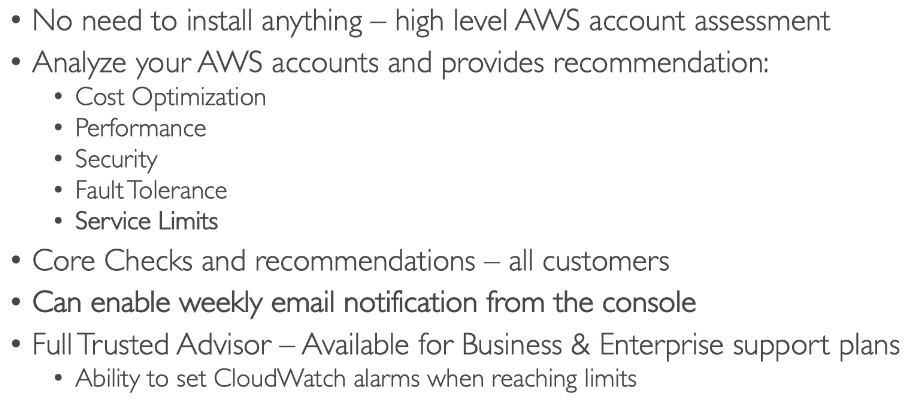 • No need to install anything – high level AWS account assessment
• Analyze your AWS accounts and provides recommendation:
• Cost Optimization
• Performance
• Security
• Fault Tolerance
• Service Limits
• Core Checks and recommendations – all customers
• Can enable weekly email notification from the console
• Full Trusted Advisor – Available for Business & Enterprise support plans
• Ability to set CloudWatch alarms when reaching limits